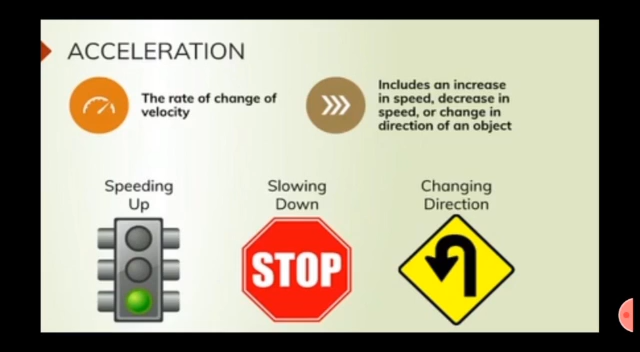 ACCELERATION
The rate of change of
velocity
Includes an increase
in speed, decrease in
speed, or change in
direction of an object
Speeding
Up
Slowing
Down
Changing
Direction
STOP